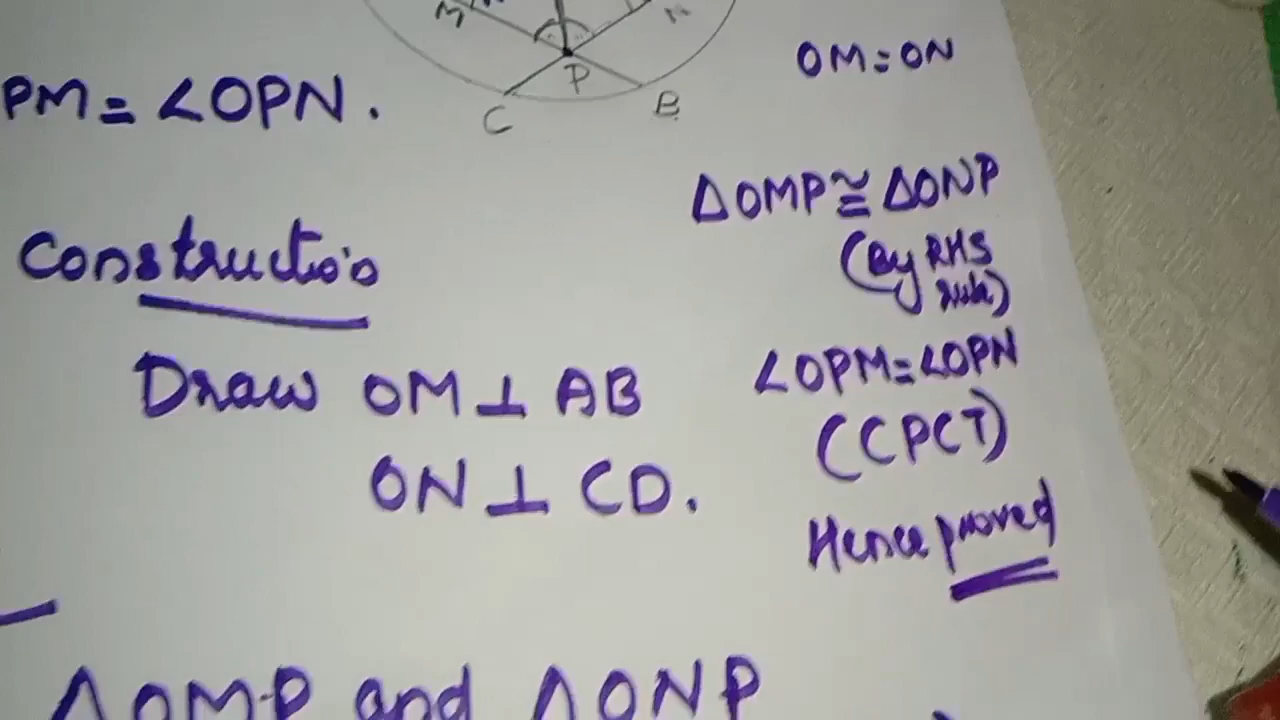 M
N
P
C
B
OM=ON
PM = ∠OPN.
ΔOMP ≅ ΔONP
(By RHS
rule)
Constructio
Draw OM ⊥ AB
ON ⊥ CD.
∠OPM=∠OPN
(CPCT)
Hence proved
ΔOMP and ΔONP